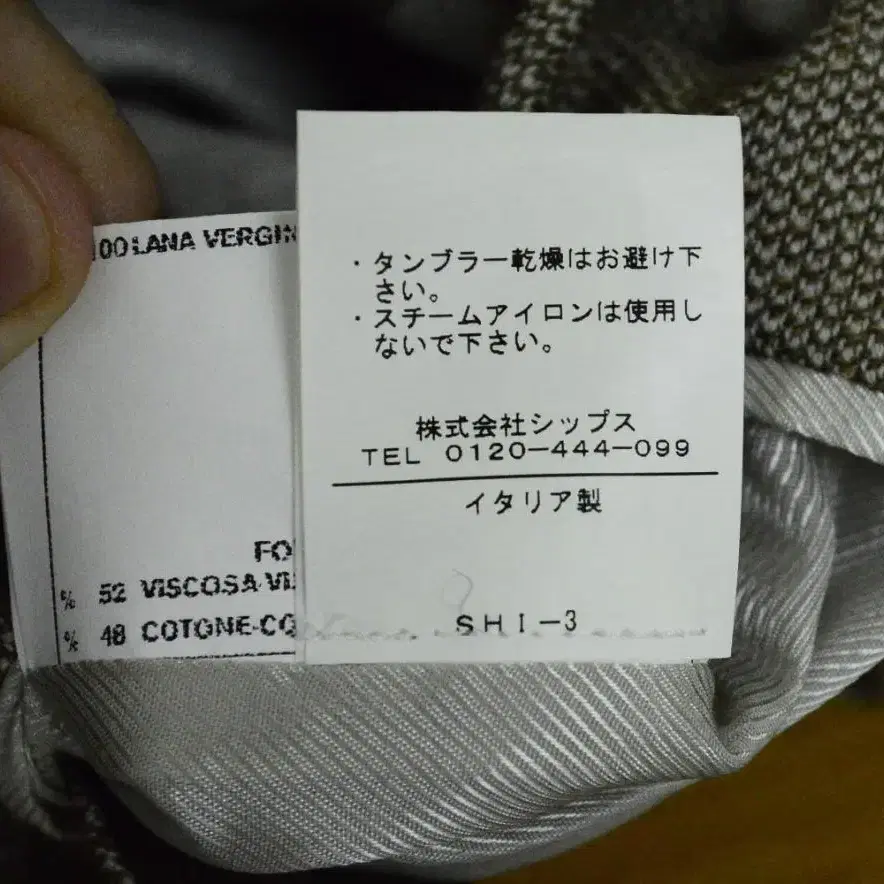 100 LANA VERGIN
FO
% 52 VISCOSA-VI
% 48 COTONE-CO
・タンブラー乾燥はお避け下
さい。
・スチームアイロンは使用し
ないで下さい。
株式会社シップス
TEL 0120-444-099
イタリア製
SHI-3